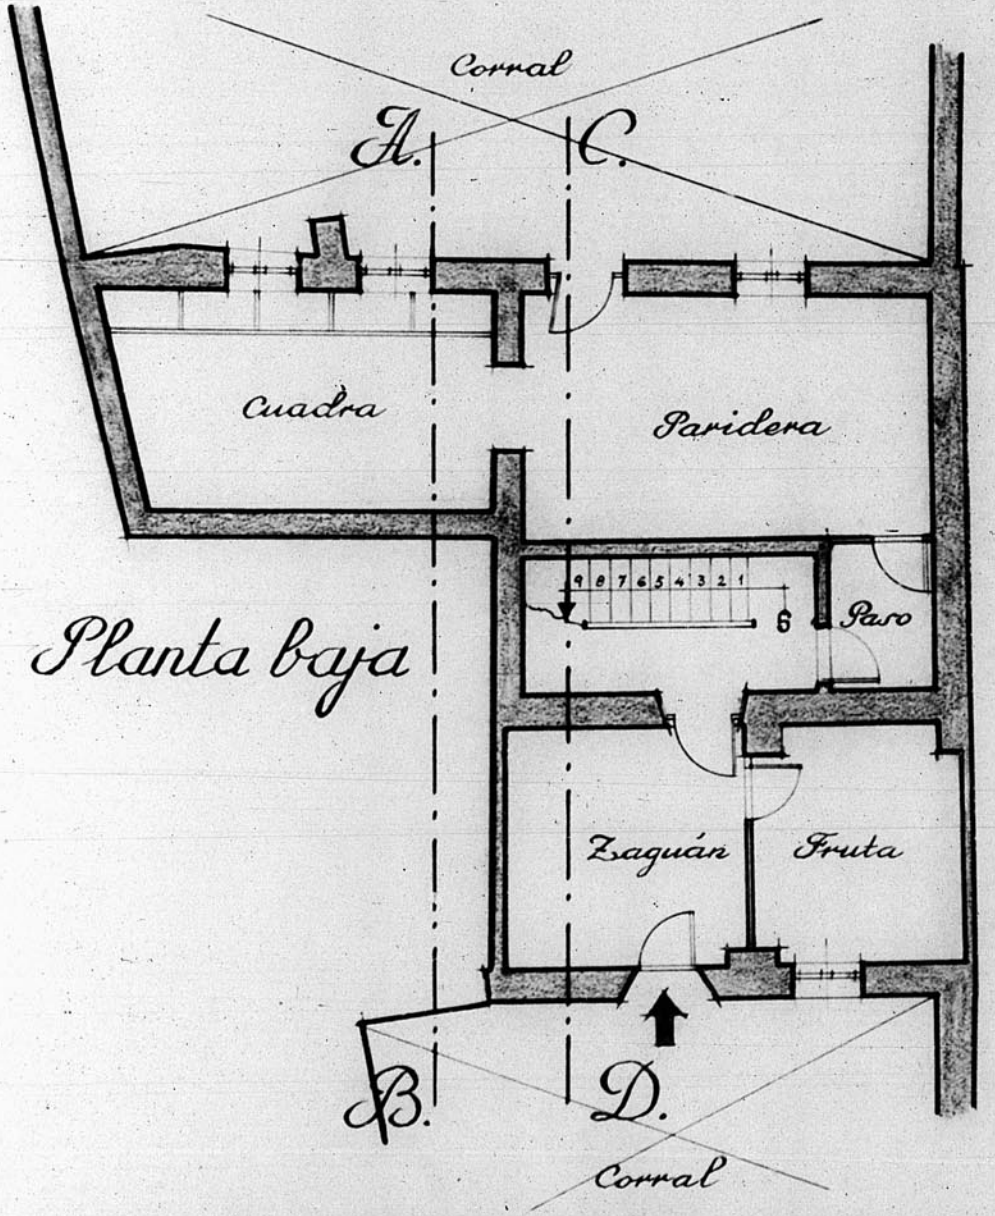 Corral
A. C.
Cuadra
Paridera
9 8 7 6 5 4 3 2 1
6
Paso
Planta baja
Zaguán
Fruta
B. D.
Corral